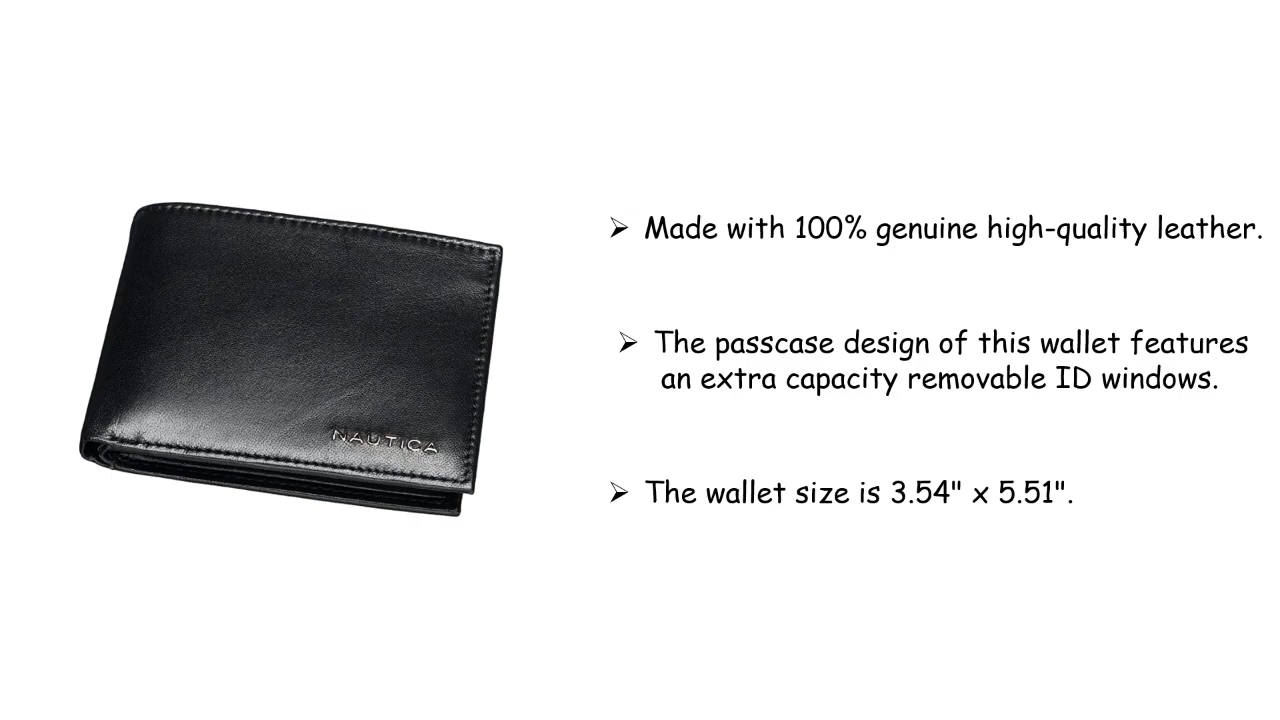 NAUTICA
➢ Made with 100% genuine high-quality leather.
➢ The passcase design of this wallet features
an extra capacity removable ID windows.
➢ The wallet size is 3.54" x 5.51".